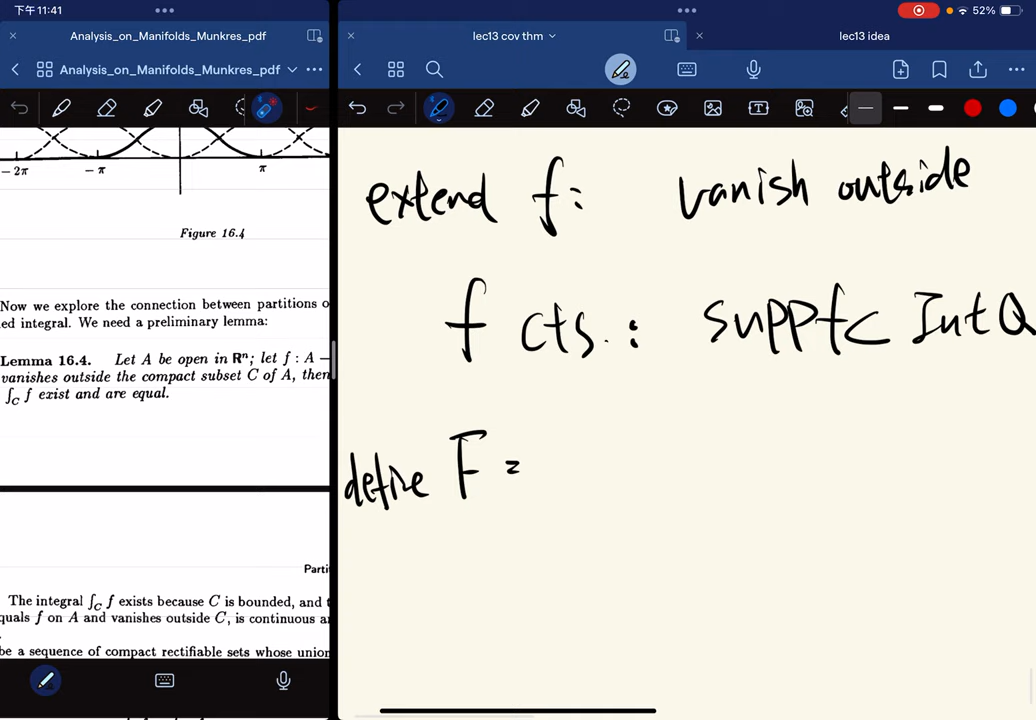 下午11:41
52%
Analysis_on_Manifolds_Munkres_pdf
lec13 cov thm
lec13 idea
Analysis_on_Manifolds_Munkres_pdf
− 2π − π π
Figure 16.4
Now we explore the connection between partitions o
ed integral. We need a preliminary lemma:
Lemma 16.4. Let A be open in Rⁿ; let f : A −
vanishes outside the compact subset C of A, then
∫_C f exist and are equal.
Parti
The integral ∫_C f exists because C is bounded, and t
quals f on A and vanishes outside C, is continuous a
be a sequence of compact rectifiable sets whose union
extend f: vanish outside
f cts. : supp f ⊂ Int Q
define F =